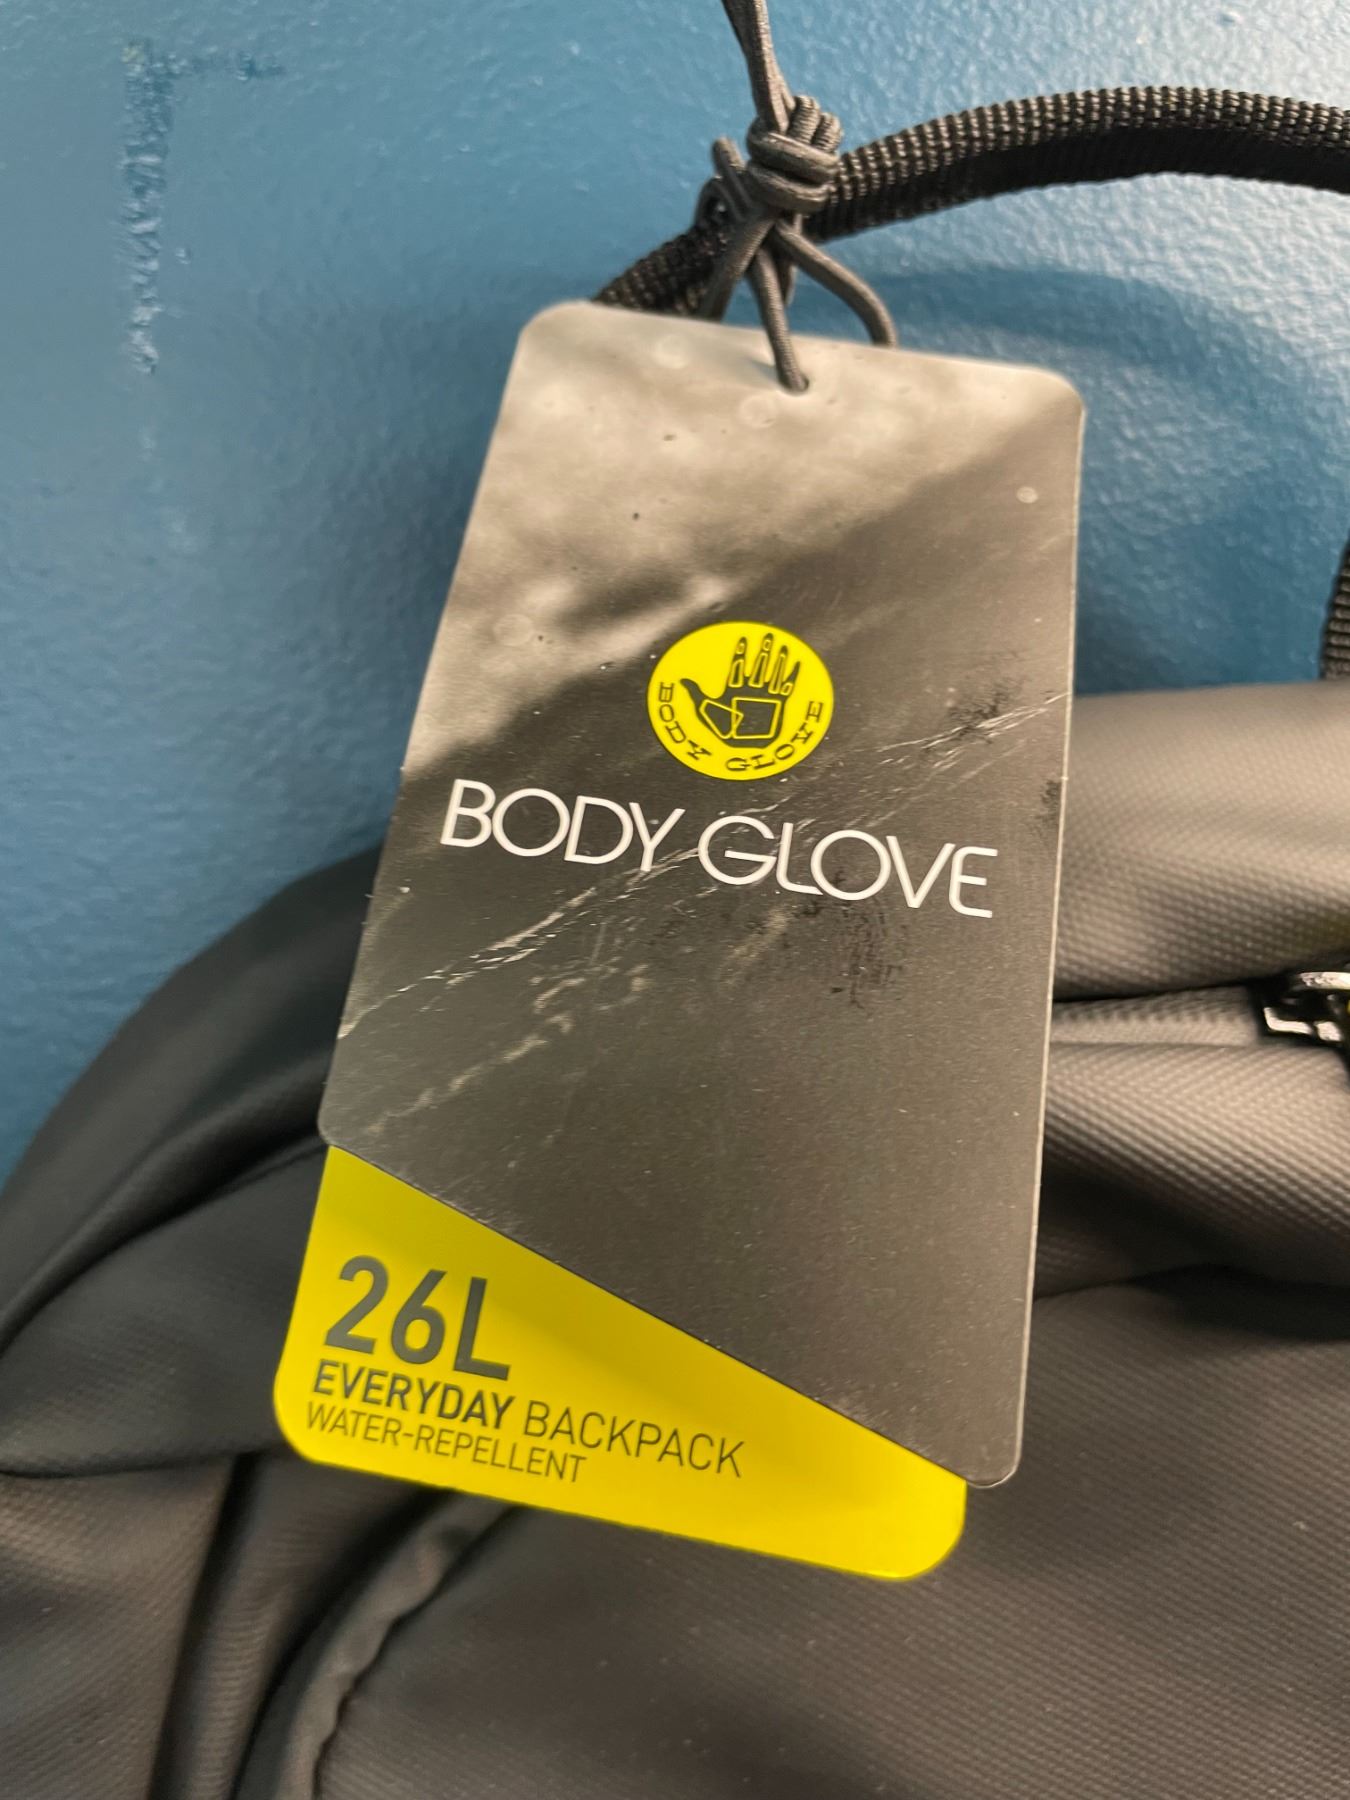 BODY GLOVE
BODY GLOVE
26L
EVERYDAY BACKPACK
WATER-REPELLENT